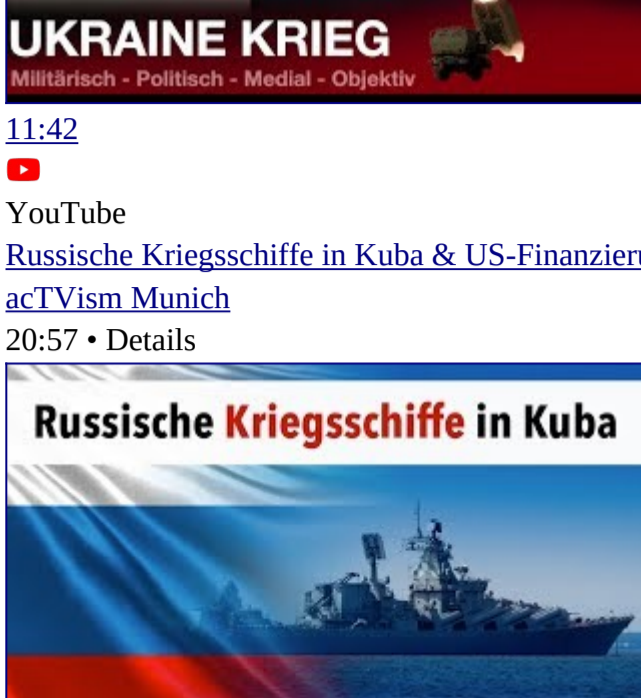 UKRAINE KRIEG
Militärisch - Politisch - Medial - Objektiv
11:42
YouTube
Russische Kriegsschiffe in Kuba & US-Finanzier
acTVism Munich
20:57 • Details
Russische Kriegsschiffe in Kuba